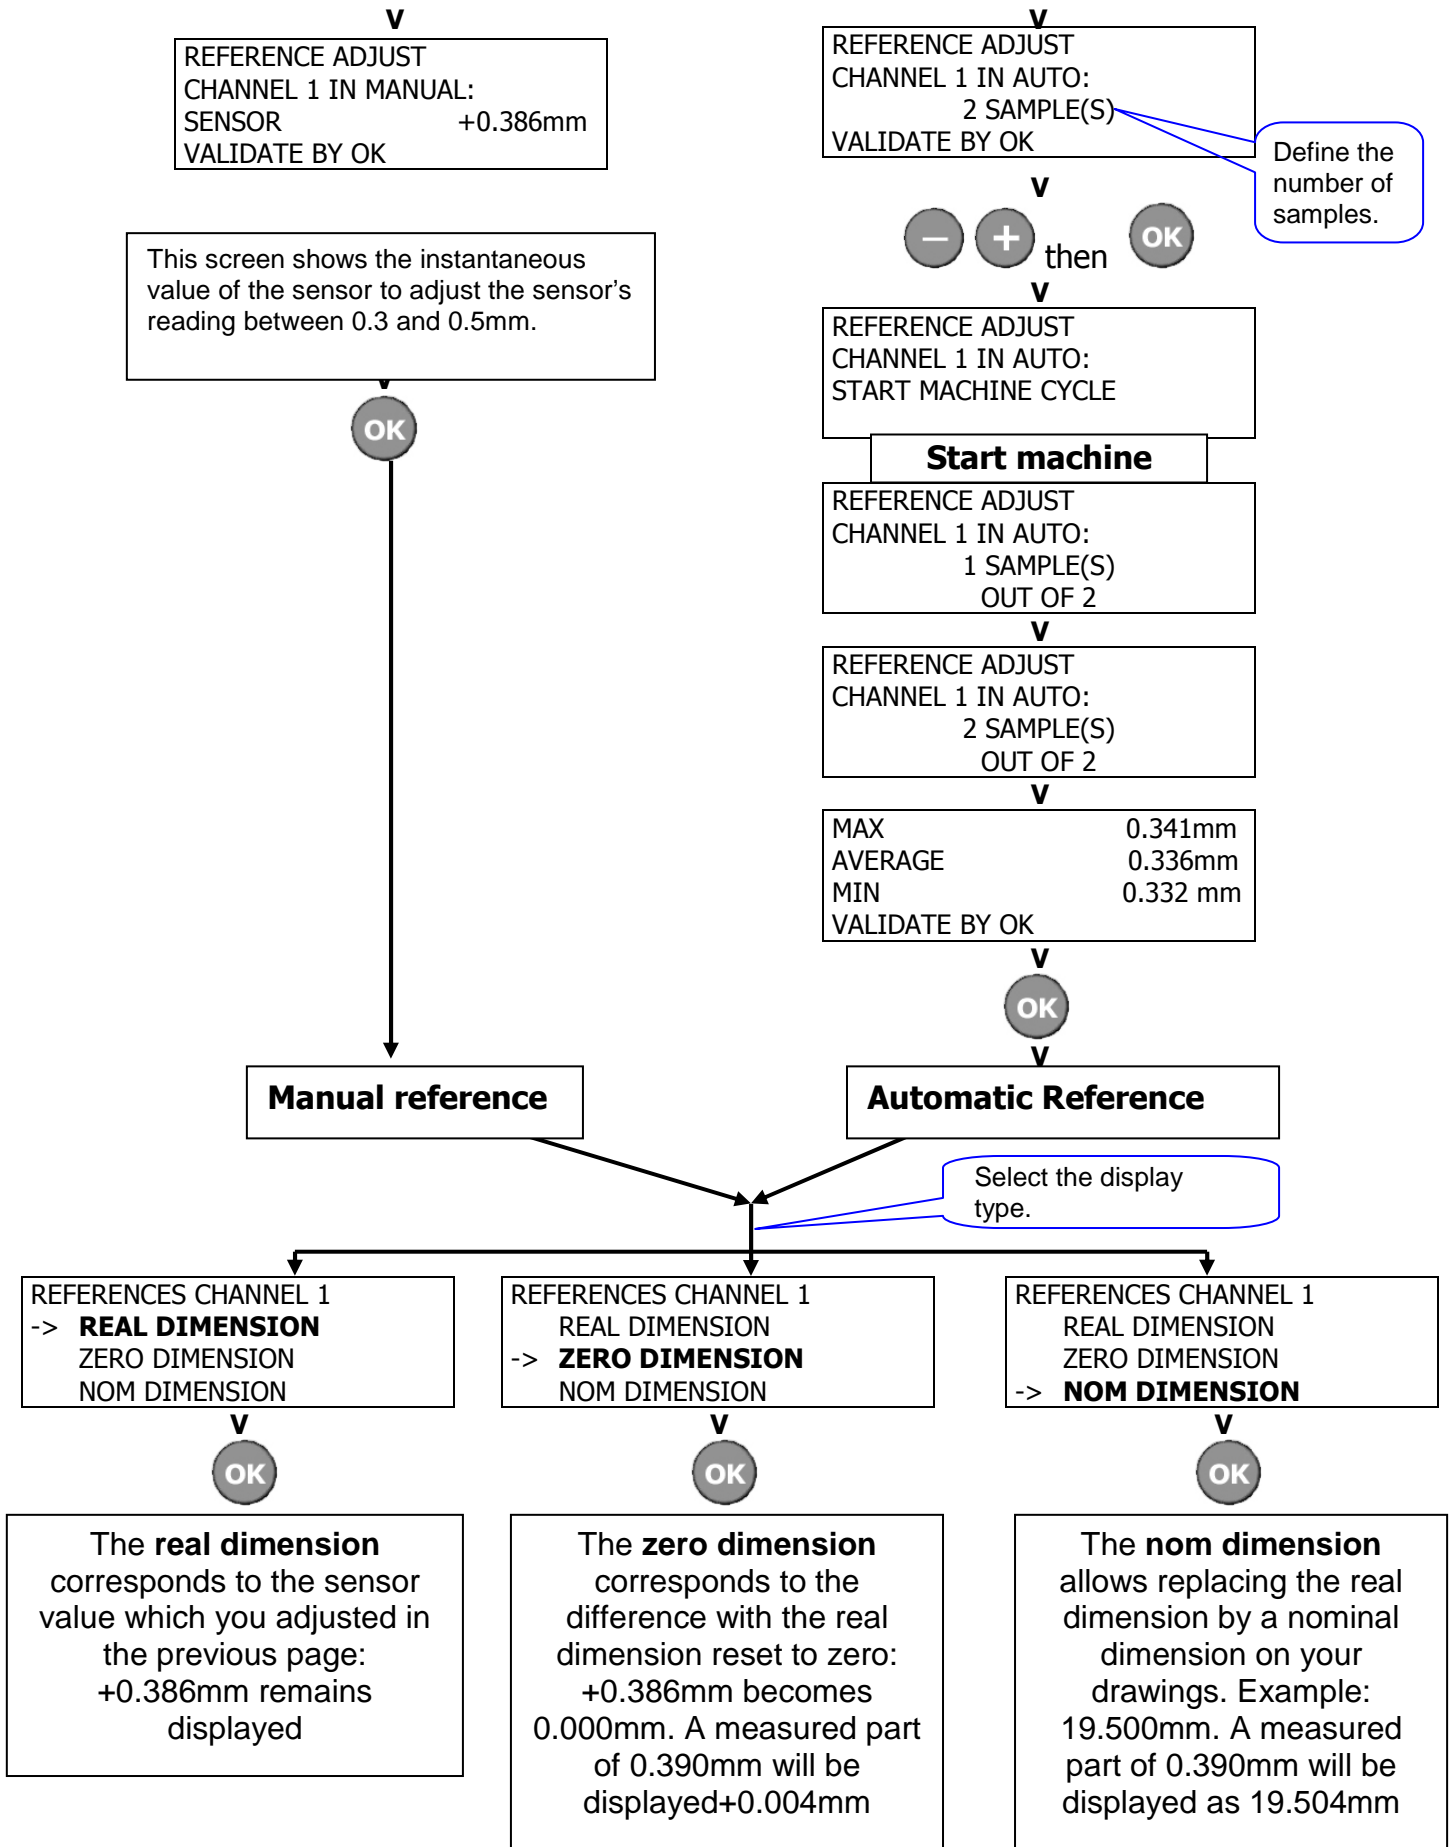 V
REFERENCE ADJUST
CHANNEL 1 IN MANUAL:
SENSOR +0.386mm
VALIDATE BY OK
This screen shows the instantaneous
value of the sensor to adjust the sensor’s
reading between 0.3 and 0.5mm.
V
OK
V
REFERENCE ADJUST
CHANNEL 1 IN AUTO:
2 SAMPLE(S)
VALIDATE BY OK
Define the
number of
samples.
V
− + then OK
V
REFERENCE ADJUST
CHANNEL 1 IN AUTO:
START MACHINE CYCLE
Start machine
REFERENCE ADJUST
CHANNEL 1 IN AUTO:
1 SAMPLE(S)
OUT OF 2
V
REFERENCE ADJUST
CHANNEL 1 IN AUTO:
2 SAMPLE(S)
OUT OF 2
V
MAX 0.341mm
AVERAGE 0.336mm
MIN 0.332 mm
VALIDATE BY OK
V
OK
V
Manual reference
Automatic Reference
Select the display
type.
REFERENCES CHANNEL 1
-> REAL DIMENSION
ZERO DIMENSION
NOM DIMENSION
V
OK
The real dimension
corresponds to the sensor
value which you adjusted in
the previous page:
+0.386mm remains
displayed
REFERENCES CHANNEL 1
REAL DIMENSION
-> ZERO DIMENSION
NOM DIMENSION
V
OK
The zero dimension
corresponds to the
difference with the real
dimension reset to zero:
+0.386mm becomes
0.000mm. A measured part
of 0.390mm will be
displayed+0.004mm
REFERENCES CHANNEL 1
REAL DIMENSION
ZERO DIMENSION
-> NOM DIMENSION
V
OK
The nom dimension
allows replacing the real
dimension by a nominal
dimension on your
drawings. Example:
19.500mm. A measured
part of 0.390mm will be
displayed as 19.504mm